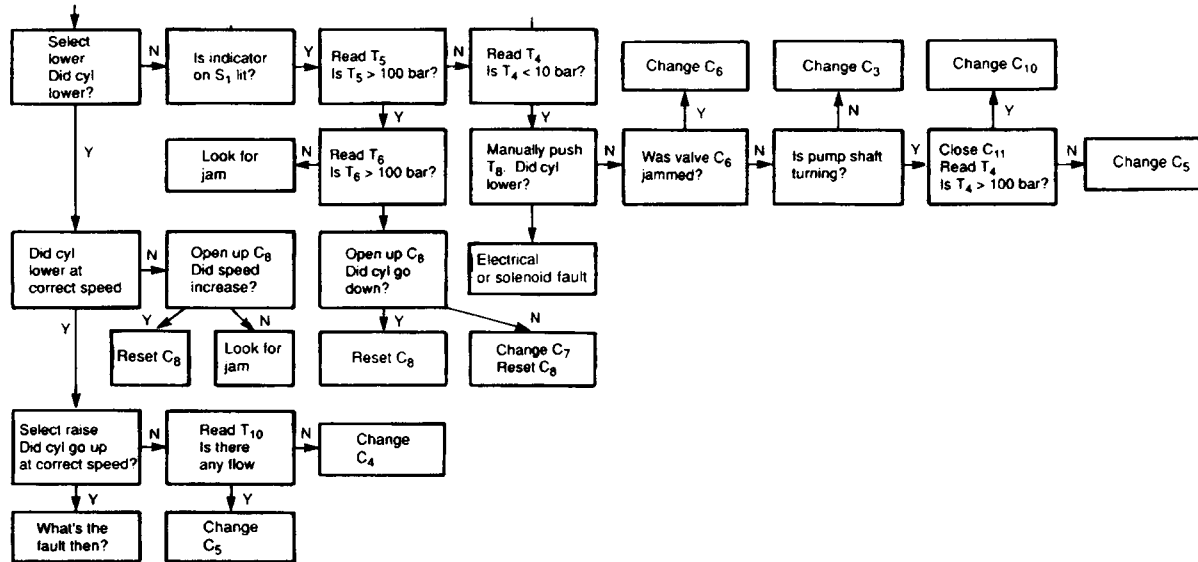 Select
lower
Did cyl
lower?
N
Is indicator
on S₁ lit?
Y
Read T₅
Is T₅ > 100 bar?
N
Read T₄
Is T₄ < 10 bar?
Change C₆
Change C₃
Change C₁₀
Y
Y
Y
N
Y
Y
Look for
jam
N
Read T₆
Is T₆ > 100 bar?
Manually push
T₈. Did cyl
lower?
N
Was valve C₆
jammed?
N
Is pump shaft
turning?
Y
Close C₁₁
Read T₄
Is T₄ > 100 bar?
N
Change C₅
Did cyl
lower at
correct speed
N
Open up C₈
Did speed
increase?
Open up C₈
Did cyl go
down?
Electrical
or solenoid fault
Y
Y
N
Y
N
Reset C₈
Look for
jam
Reset C₈
Change C₇
Reset C₈
Select raise
Did cyl go up
at correct speed?
N
Read T₁₀
Is there
any flow
N
Change
C₄
Y
Y
What's the
fault then?
Change
C₅